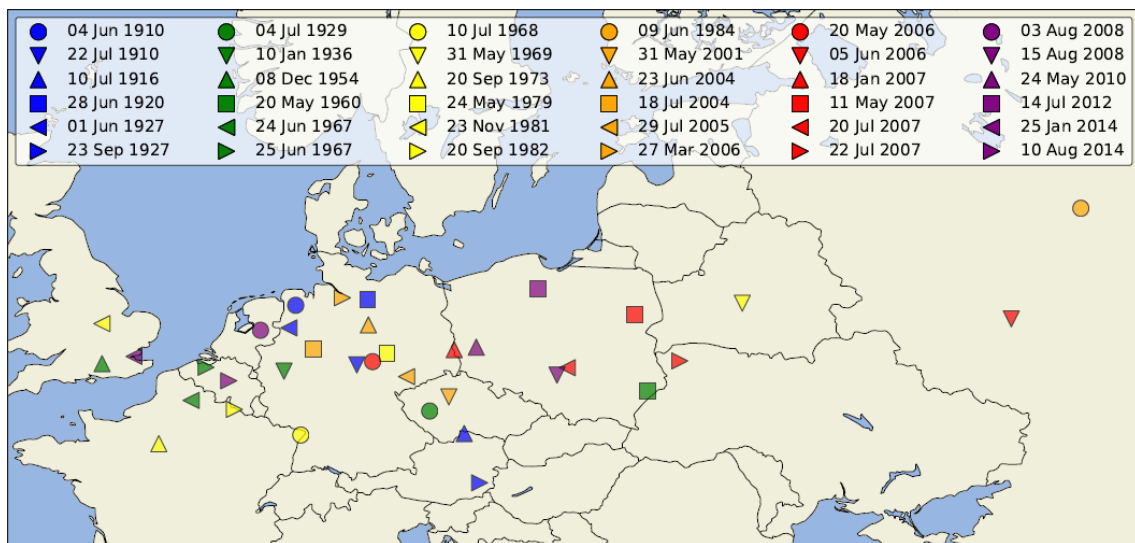 04 Jun 1910 04 Jul 1929 10 Jul 1968 09 Jun 1984 20 May 2006 03 Aug 2008
22 Jul 1910 10 Jan 1936 31 May 1969 31 May 2001 05 Jun 2006 15 Aug 2008
10 Jul 1916 08 Dec 1954 20 Sep 1973 23 Jun 2004 18 Jan 2007 24 May 2010
28 Jun 1920 20 May 1960 24 May 1979 18 Jul 2004 11 May 2007 14 Jul 2012
01 Jun 1927 24 Jun 1967 23 Nov 1981 29 Jul 2005 20 Jul 2007 25 Jan 2014
23 Sep 1927 25 Jun 1967 20 Sep 1982 27 Mar 2006 22 Jul 2007 10 Aug 2014